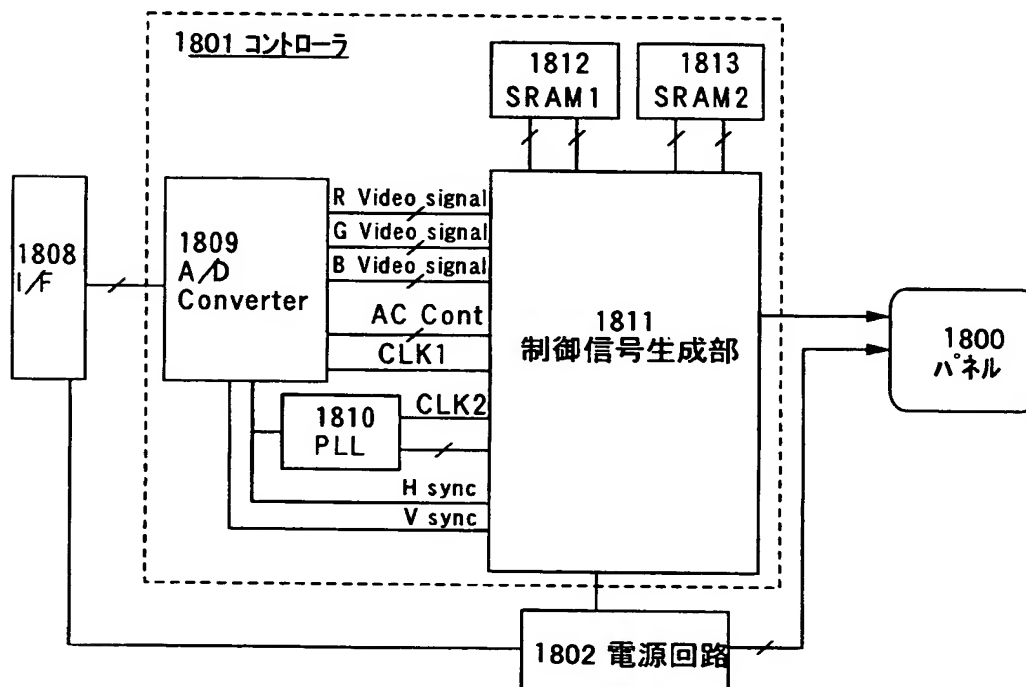 1801 コントローラ
1812
SRAM1
1813
SRAM2
1808
I/F
1809
A/D
Converter
R Video signal
G Video signal
B Video signal
AC Cont
CLK1
1810
PLL
CLK2
H sync
V sync
1811
制御信号生成部
1800
パネル
1802 電源回路